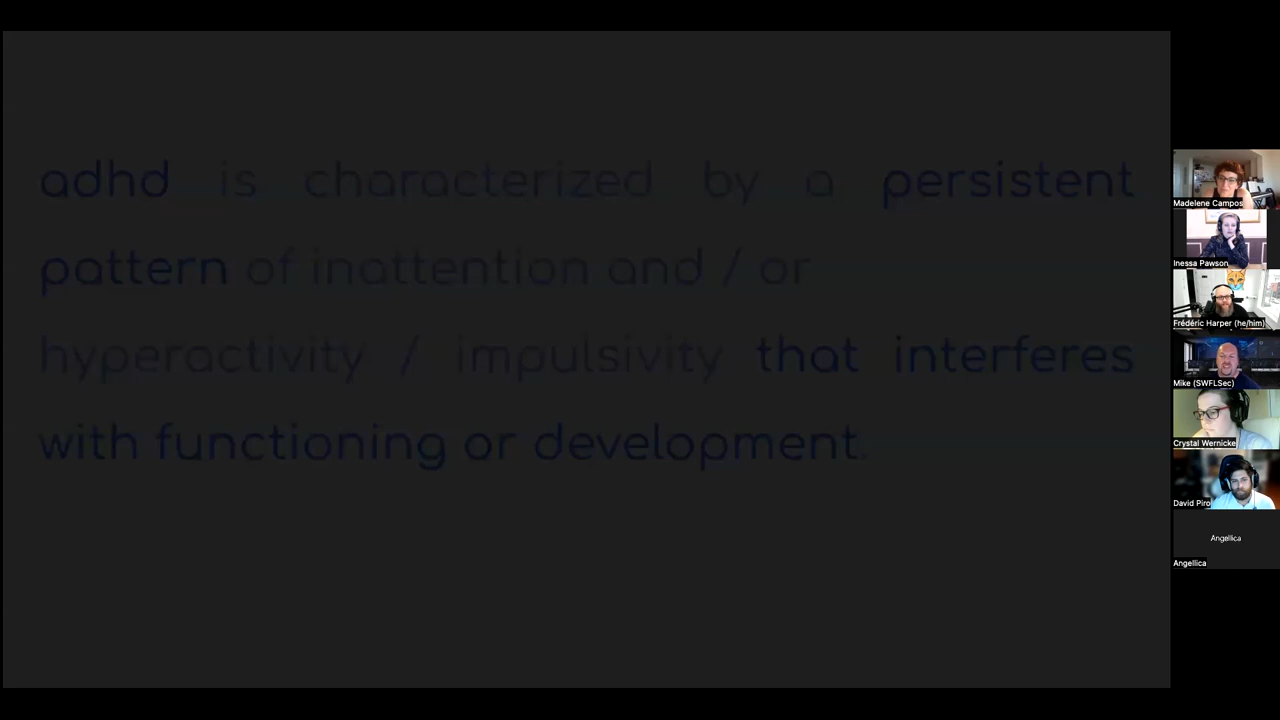 adhd is characterized by a persistent
pattern of inattention and / or
hyperactivity / impulsivity that interferes
with functioning or development.
Madelene Campos
Inessa Pawson
Frédéric Harper (he/him)
Mike (SWFLSec)
Crystal Wernicke
David Piro
Angellica
Angellica